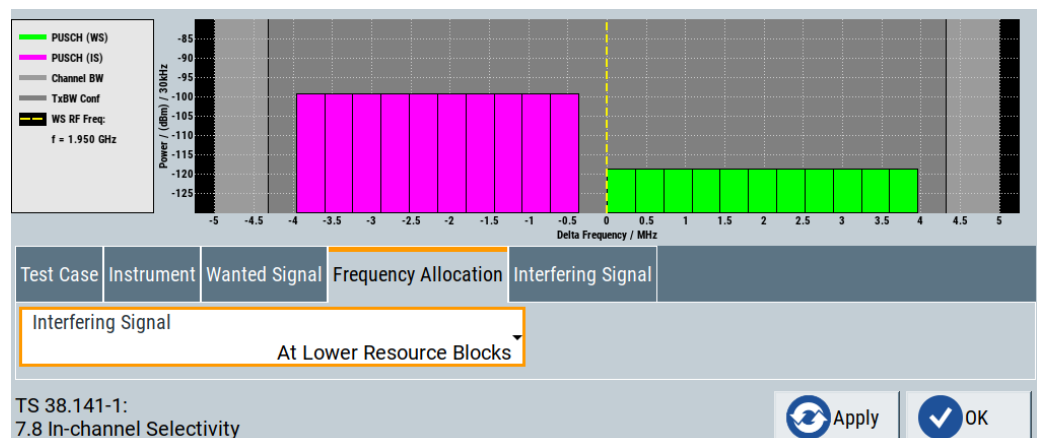 PUSCH (WS)
PUSCH (IS)
Channel BW
TxBW Conf
WS RF Freq:
f = 1.950 GHz
Power / (dBm) / 30kHz
-85
-90
-95
-100
-105
-110
-115
-120
-125
-5 -4.5 -4 -3.5 -3 -2.5 -2 -1.5 -1 -0.5 0 0.5 1 1.5 2 2.5 3 3.5 4 4.5 5
Delta Frequency / MHz
Test Case Instrument Wanted Signal Frequency Allocation Interfering Signal
Interfering Signal
At Lower Resource Blocks
TS 38.141-1:
7.8 In-channel Selectivity
Apply
OK